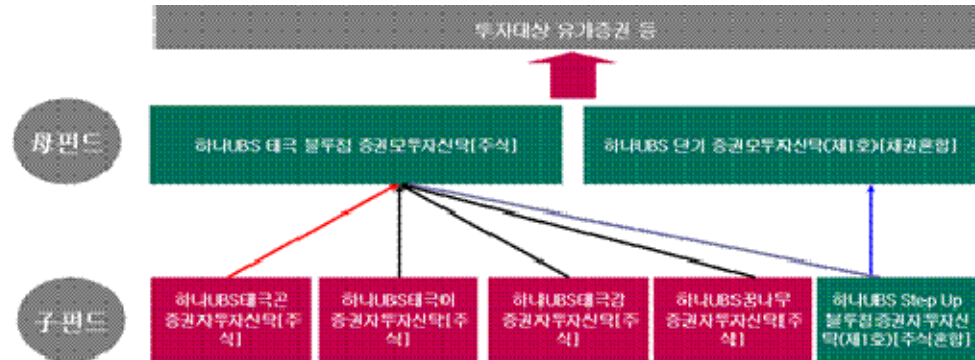 투자대상 유가증권 등
母펀드
하나UBS 태극 블루칩 증권모투자신탁[주식]
하나UBS 단기 증권모투자신탁(제1호)[채권혼합]
子펀드
하나UBS태극곤
증권자투자신탁[주
식]
하나UBS태극이
증권자투자신탁[주
식]
하나UBS태극감
증권자투자신탁[주
식]
하나UBS꿈나무
증권자투자신탁[주
식]
하나UBS Step Up
블루칩증권자투자신
탁(제1호)[주식혼합]